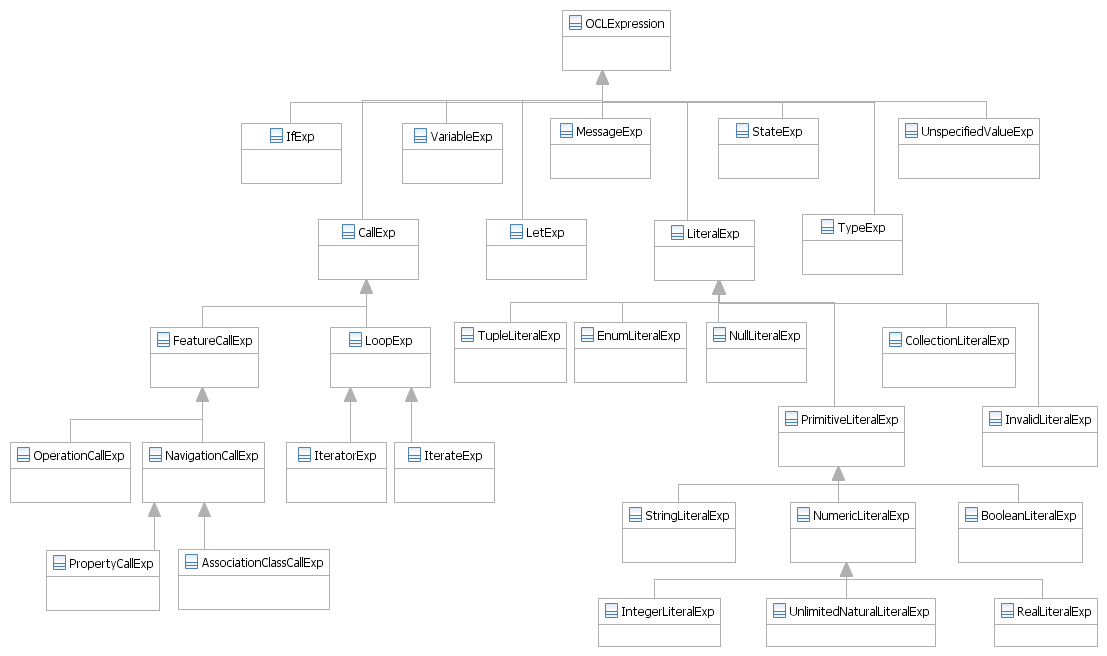 OCLExpression
IfExp
VariableExp
MessageExp
StateExp
UnspecifiedValueExp
CallExp
LetExp
LiteralExp
TypeExp
FeatureCallExp
LoopExp
TupleLiteralExp
EnumLiteralExp
NullLiteralExp
CollectionLiteralExp
PrimitiveLiteralExp
InvalidLiteralExp
OperationCallExp
NavigationCallExp
IteratorExp
IterateExp
StringLiteralExp
NumericLiteralExp
BooleanLiteralExp
PropertyCallExp
AssociationClassCallExp
IntegerLiteralExp
UnlimitedNaturalLiteralExp
RealLiteralExp